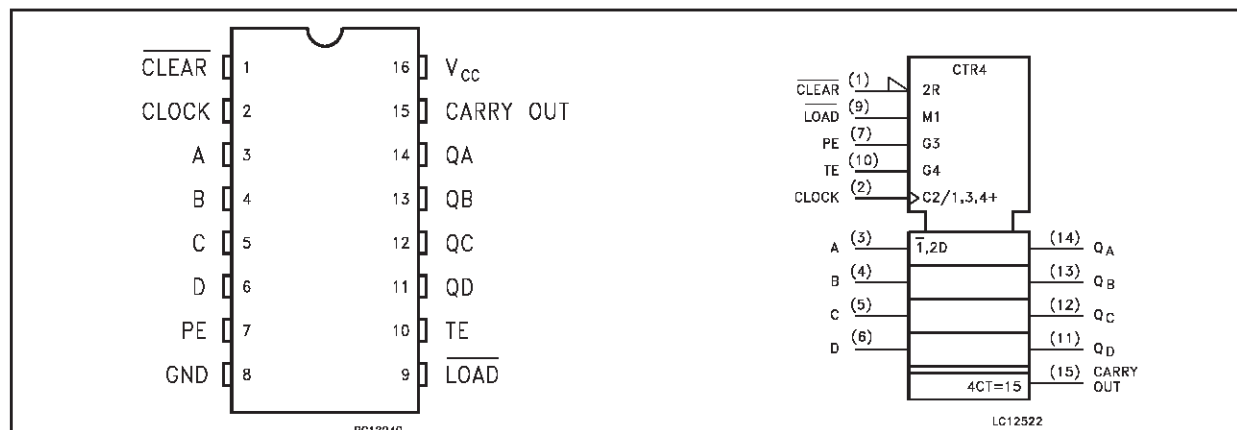 CLEAR 1 16 VCC
CLOCK 2 15 CARRY OUT
A 3 14 QA
B 4 13 QB
C 5 12 QC
D 6 11 QD
PE 7 10 TE
GND 8 9 LOAD
CTR4
CLEAR (1) 2R
LOAD (9) M1
PE (7) G3
TE (10) G4
CLOCK (2) C2/1,3,4+
A (3) 1̅,2D (14) QA
B (4) (13) QB
C (5) (12) QC
D (6) (11) QD
4CT=15 (15) CARRY OUT
LC12522